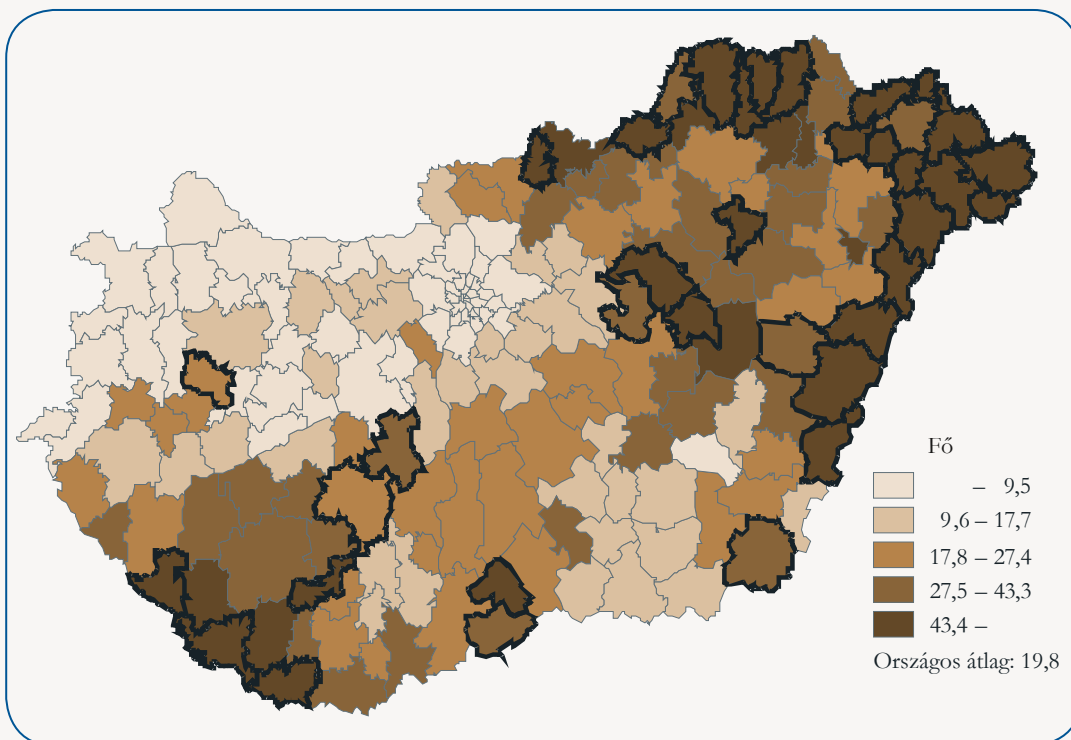 Fő
– 9,5
9,6 – 17,7
17,8 – 27,4
27,5 – 43,3
43,4 –
Országos átlag: 19,8